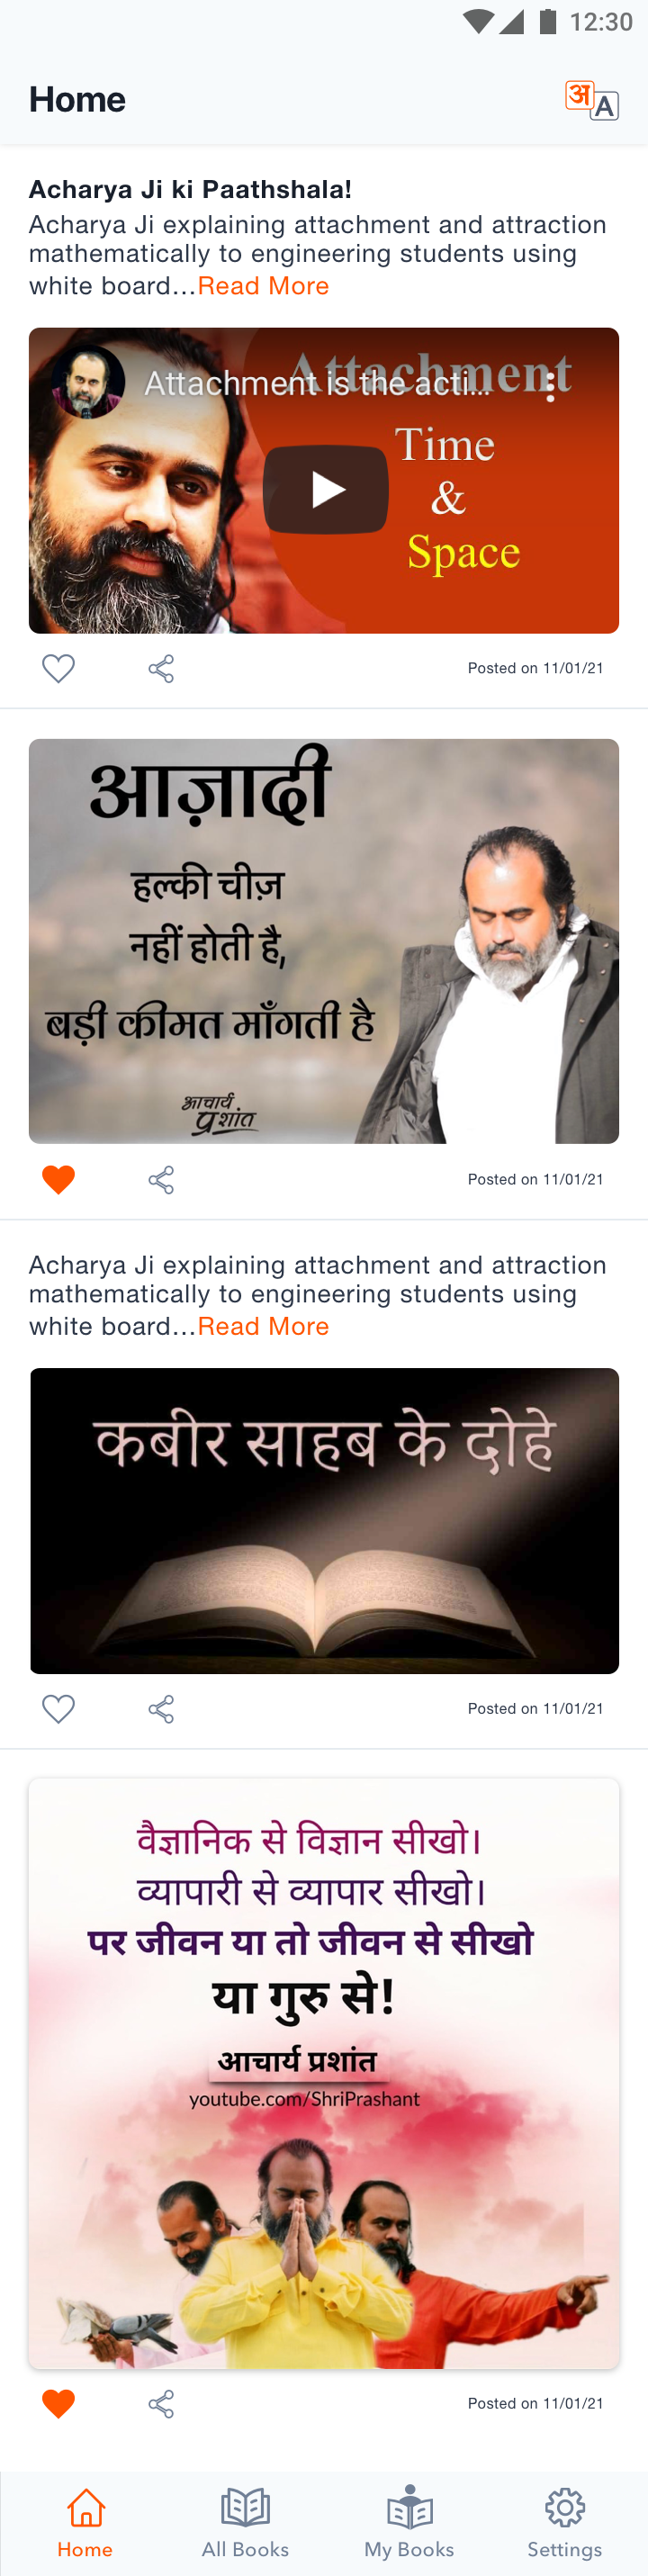 12:30
Home
अ A
Acharya Ji ki Paathshala!
Acharya Ji explaining attachment and attraction
mathematically to engineering students using
white board...Read More
Attachment is the acti...
Attachment
Time
&
Space
Posted on 11/01/21
आज़ादी
हल्की चीज़
नहीं होती है,
बड़ी कीमत माँगती है
आचार्य
प्रशांत
Posted on 11/01/21
Acharya Ji explaining attachment and attraction
mathematically to engineering students using
white board...Read More
कबीर साहब के दोहे
Posted on 11/01/21
वैज्ञानिक से विज्ञान सीखो।
व्यापारी से व्यापार सीखो।
पर जीवन या तो जीवन से सीखो
या गुरु से!
आचार्य प्रशांत
youtube.com/ShriPrashant
Posted on 11/01/21
Home All Books My Books Settings